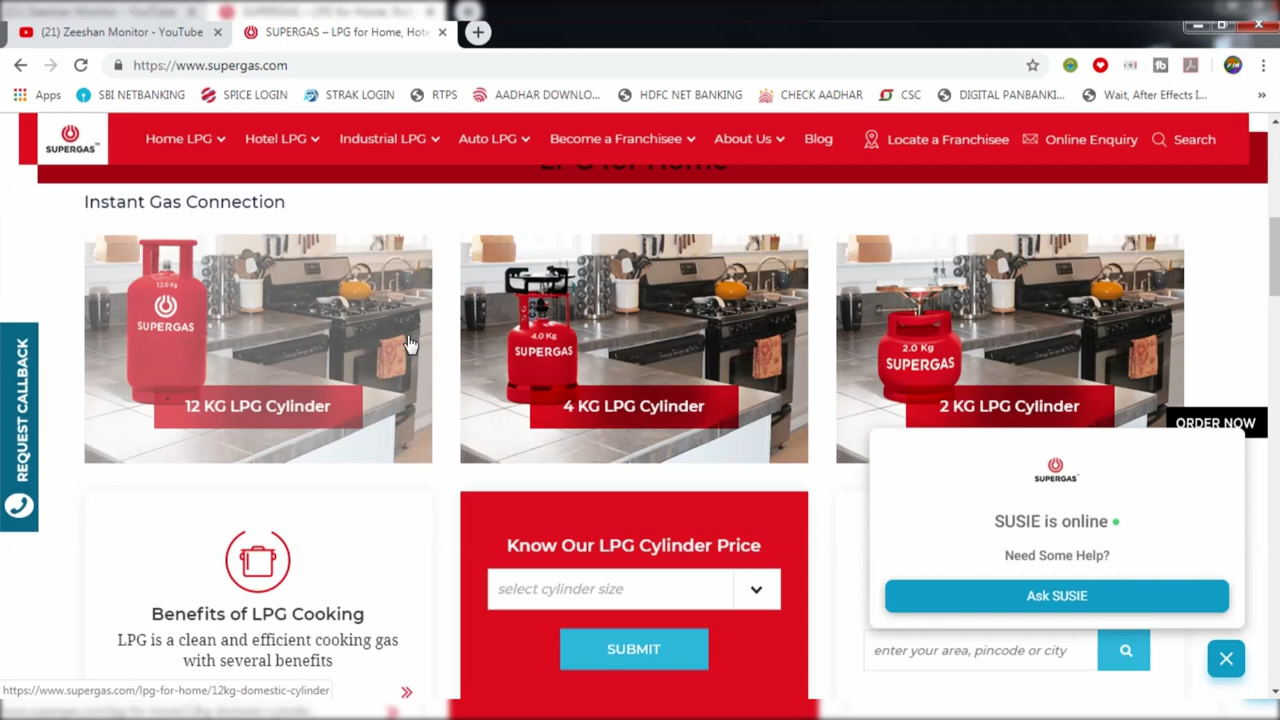 (21) Zeeshan Monitor - YouTube
SUPERGAS – LPG for Home, Hote
https://www.supergas.com
Apps
SBI NETBANKING
SPICE LOGIN
STRAK LOGIN
RTPS
AADHAR DOWNLO...
HDFC NET BANKING
CHECK AADHAR
CSC
DIGITAL PANBANKI...
Wait, After Effects I...
»
SUPERGAS™
Home LPG
Hotel LPG
Industrial LPG
Auto LPG
Become a Franchisee
About Us
Blog
Locate a Franchisee
Online Enquiry
Search
LPG for Home
Instant Gas Connection
12.0 Kg
SUPERGAS
12 KG LPG Cylinder
4.0 Kg
SUPERGAS
4 KG LPG Cylinder
2.0 Kg
SUPERGAS
2 KG LPG Cylinder
REQUEST CALLBACK
ORDER NOW
SUPERGAS™
SUSIE is online
Need Some Help?
Ask SUSIE
Benefits of LPG Cooking
LPG is a clean and efficient cooking gas
with several benefits
Know Our LPG Cylinder Price
select cylinder size
SUBMIT
enter your area, pincode or city
https://www.supergas.com/lpg-for-home/12kg-domestic-cylinder